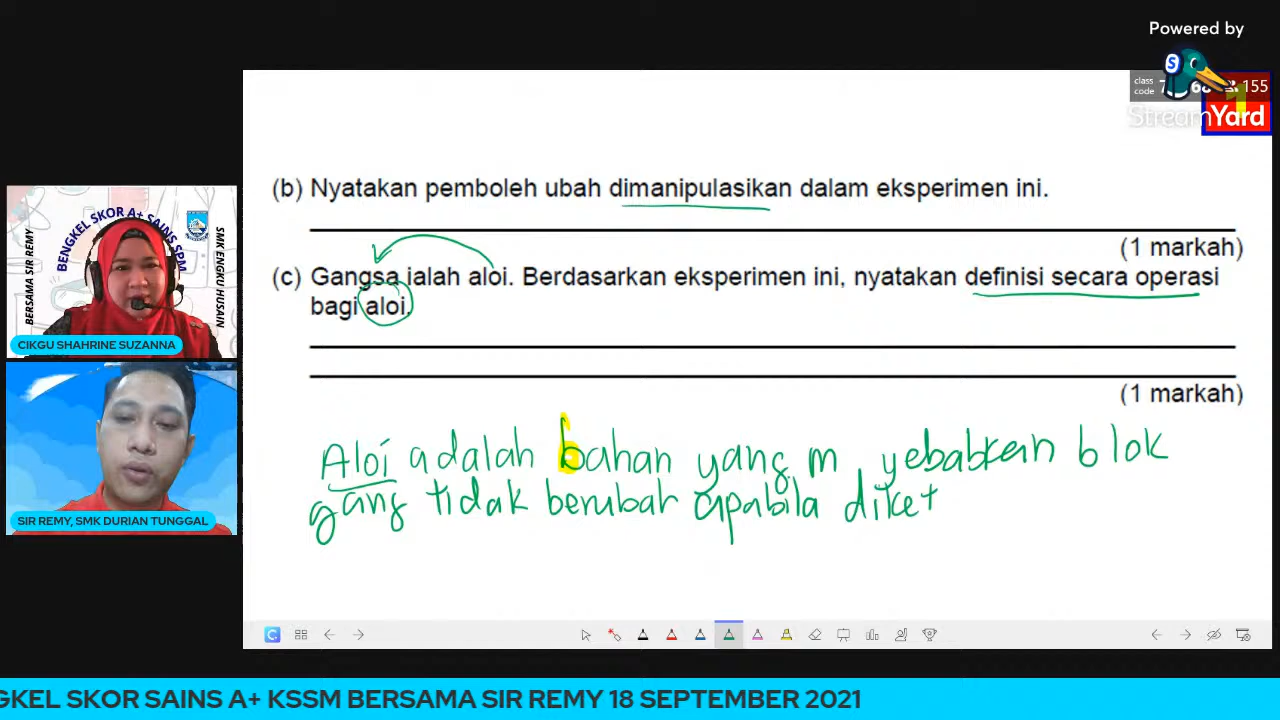 Powered by
StreamYard
class code
155
(b) Nyatakan pemboleh ubah dimanipulasikan dalam eksperimen ini.
(1 markah)
(c) Gangsa ialah aloi. Berdasarkan eksperimen ini, nyatakan definisi secara operasi
bagi aloi.
(1 markah)
Aloi adalah bahan yang m yebabkan blok
yang tidak berubah apabila diket
BENGKEL SKOR A+ SAINS SPM
BERSAMA SIR REMY
SMK ENGKU HUSAIN
CIKGU SHAHRINE SUZANNA
SIR REMY, SMK DURIAN TUNGGAL
GKEL SKOR SAINS A+ KSSM BERSAMA SIR REMY 18 SEPTEMBER 2021